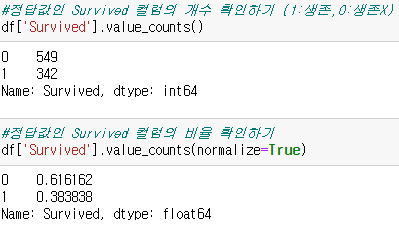 #정답값인 Survived 컬럼의 개수 확인하기 (1:생존,0:생존X)
df['Survived'].value_counts()
0    549
1    342
Name: Survived, dtype: int64
#정답값인 Survived 컬럼의 비율 확인하기
df['Survived'].value_counts(normalize=True)
0    0.616162
1    0.383838
Name: Survived, dtype: float64